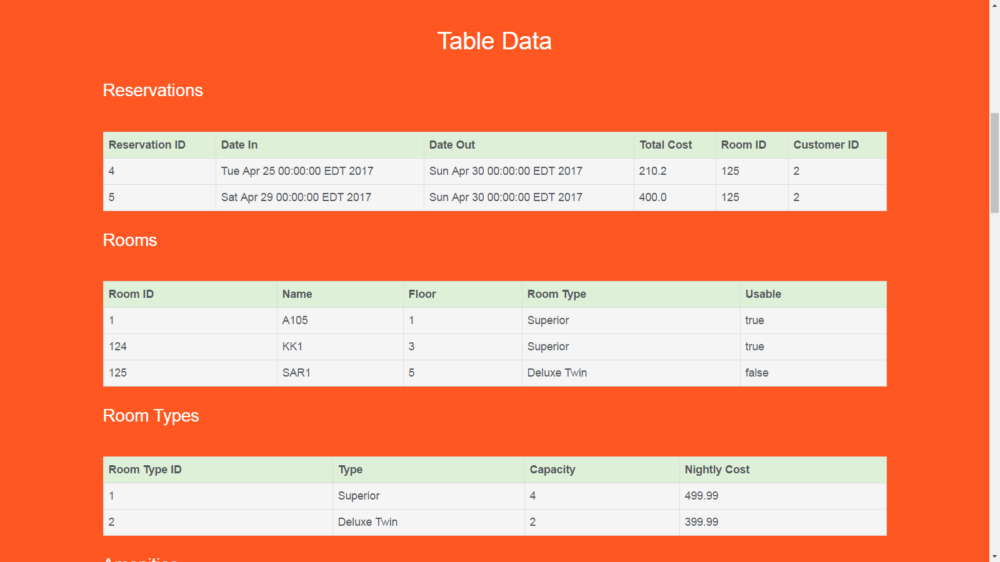 Table Data
Reservations
Reservation ID Date In Date Out Total Cost Room ID Customer ID
4 Tue Apr 25 00:00:00 EDT 2017 Sun Apr 30 00:00:00 EDT 2017 210.2 125 2
5 Sat Apr 29 00:00:00 EDT 2017 Sun Apr 30 00:00:00 EDT 2017 400.0 125 2
Rooms
Room ID Name Floor Room Type Usable
1 A105 1 Superior true
124 KK1 3 Superior true
125 SAR1 5 Deluxe Twin false
Room Types
Room Type ID Type Capacity Nightly Cost
1 Superior 4 499.99
2 Deluxe Twin 2 399.99
Amenities